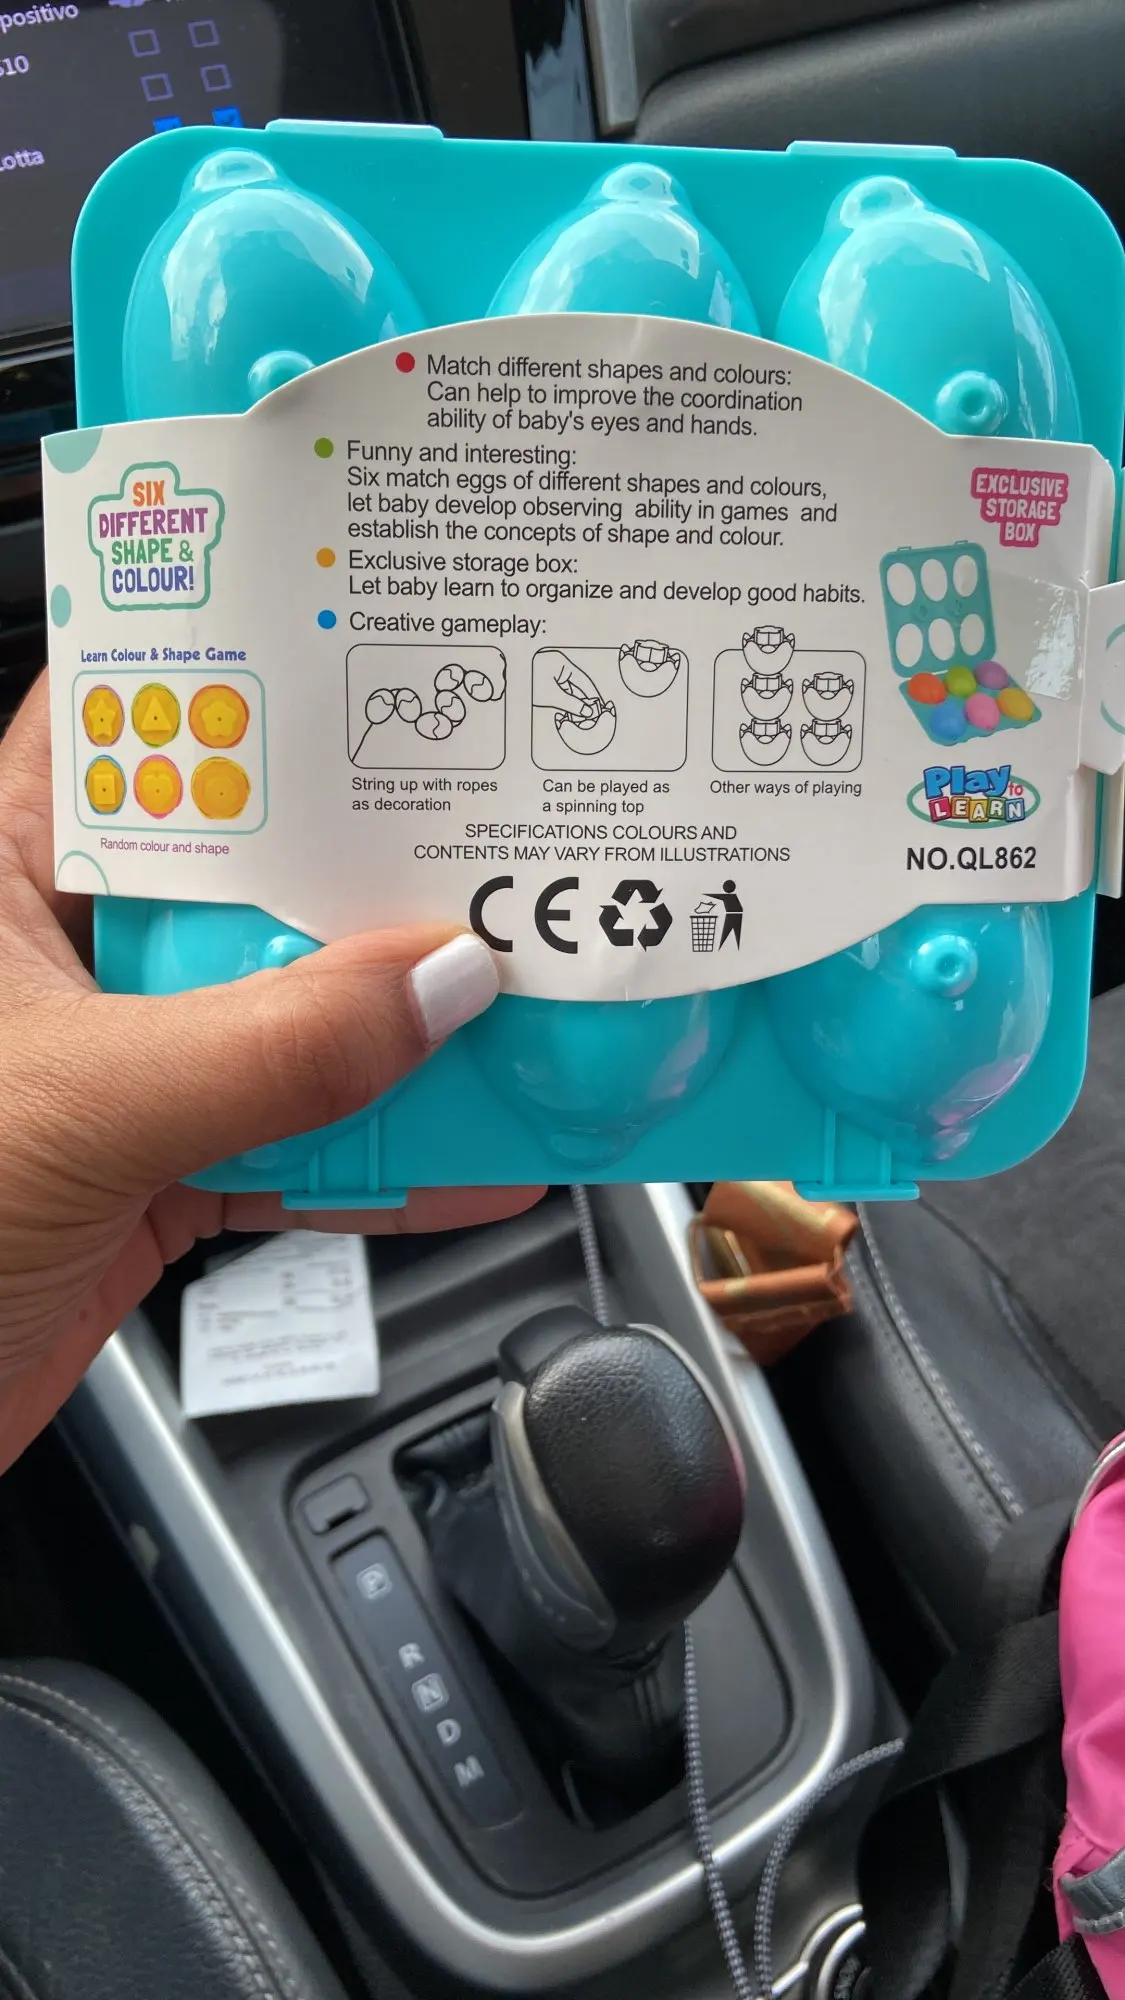 positivo
510
Lotta
Match different shapes and colours:
Can help to improve the coordination
ability of baby's eyes and hands.
Funny and interesting:
Six match eggs of different shapes and colours,
let baby develop observing ability in games and
establish the concepts of shape and colour.
Exclusive storage box:
Let baby learn to organize and develop good habits.
Creative gameplay:
String up with ropes
as decoration
Can be played as
a spinning top
Other ways of playing
SPECIFICATIONS COLOURS AND
CONTENTS MAY VARY FROM ILLUSTRATIONS
CE
SIX
DIFFERENT
SHAPE &
COLOUR!
Learn Colour & Shape Game
Random colour and shape
EXCLUSIVE
STORAGE
BOX
Play to
LEARN
NO.QL862
P
R
N
D
M